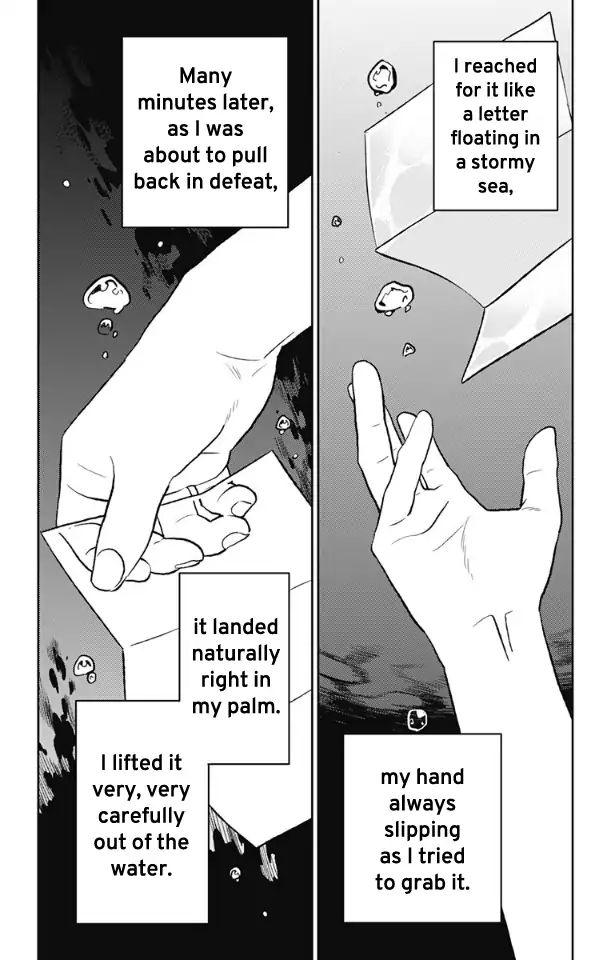 I reached
for it like
a letter
floating in
a stormy
sea,
my hand
always
slipping
as I tried
to grab it.
Many
minutes later,
as I was
about to pull
back in defeat,
it landed
naturally
right in
my palm.
I lifted it
very, very
carefully
out of the
water.